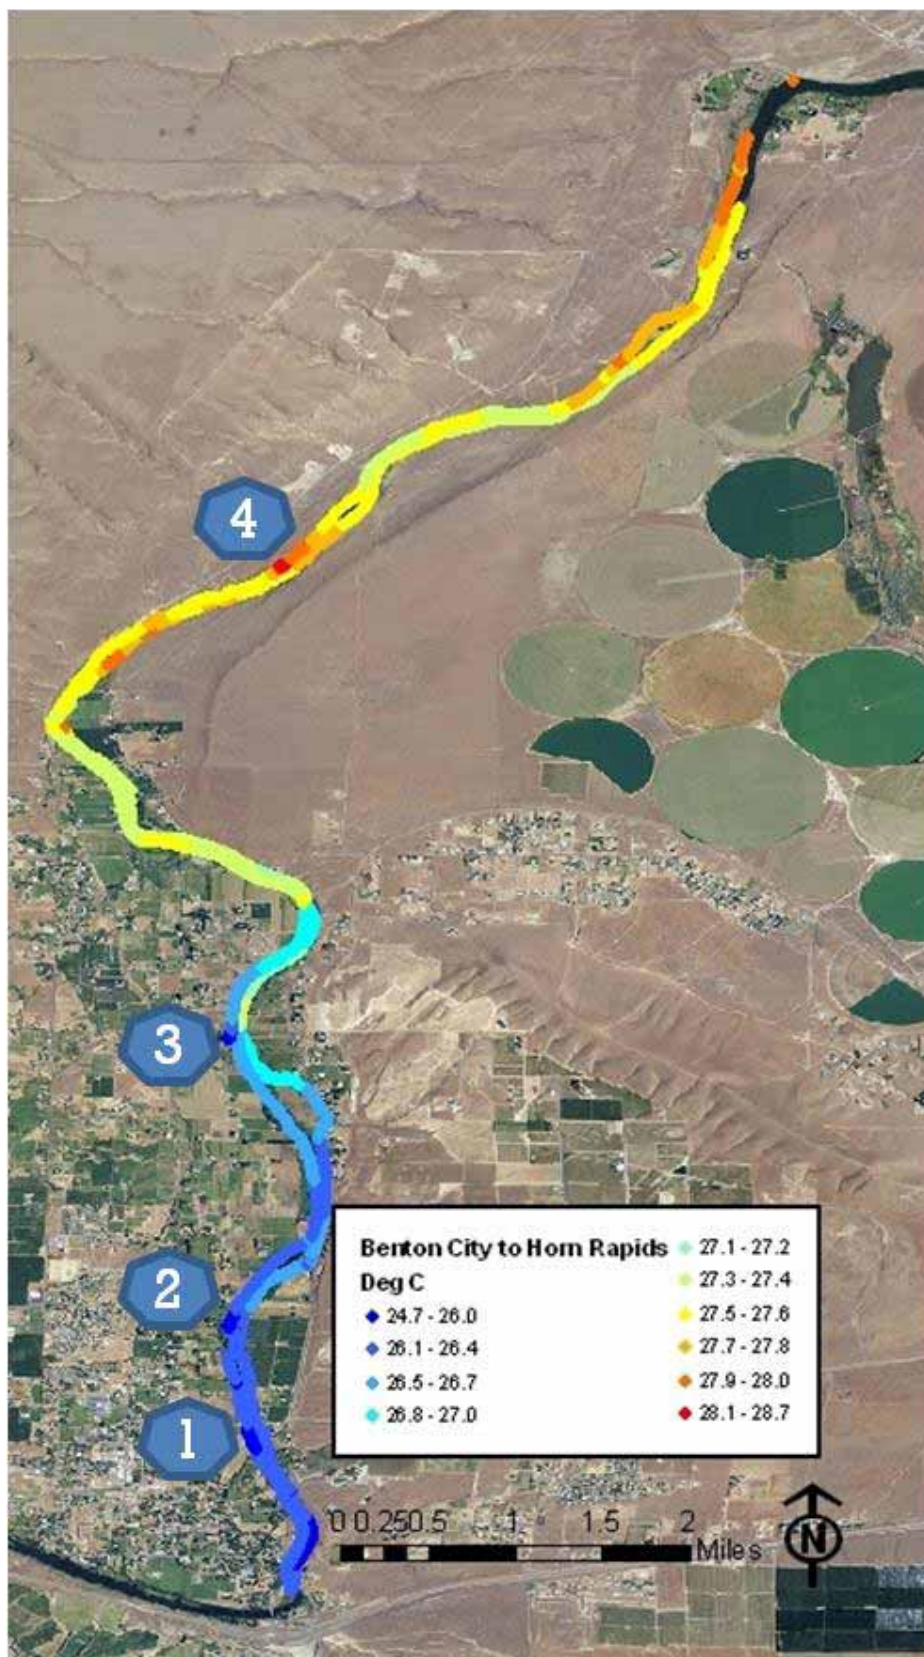 4
3
2
1
Benton City to Horn Rapids
Deg C
24.7 - 26.0
26.1 - 26.4
26.5 - 26.7
26.8 - 27.0
27.1 - 27.2
27.3 - 27.4
27.5 - 27.6
27.7 - 27.8
27.9 - 28.0
28.1 - 28.7
0 0.25 0.5 1 1.5 2
Miles
N